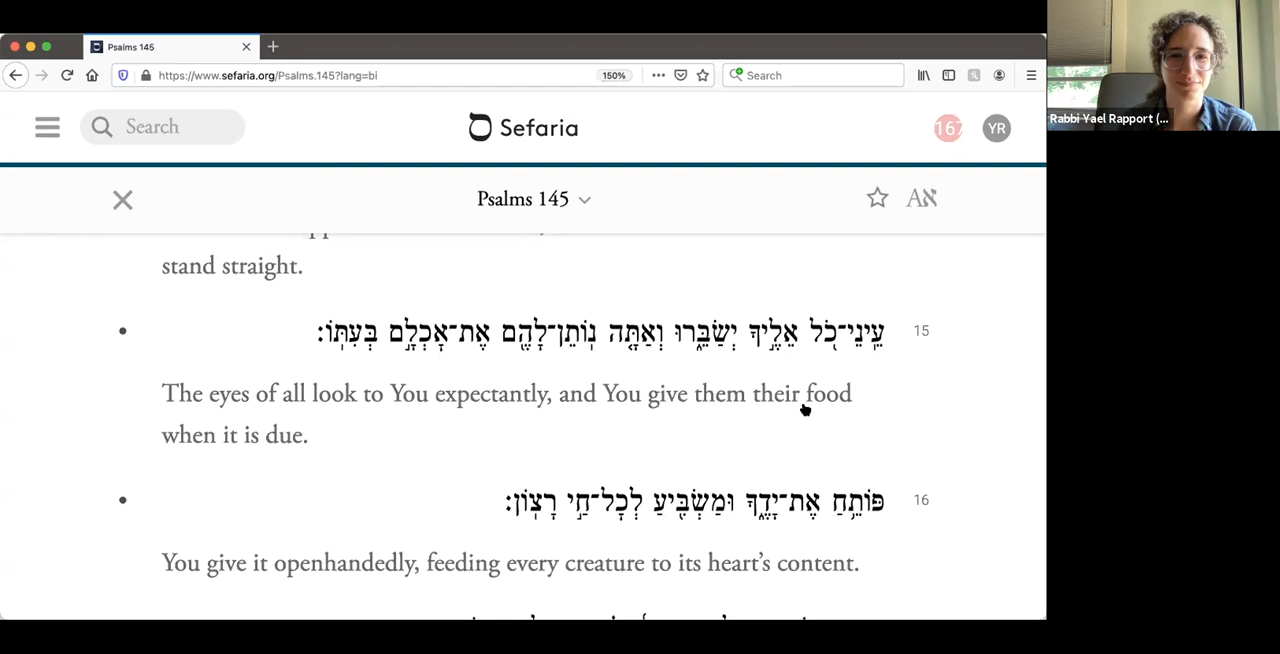 Psalms 145
https://www.sefaria.org/Psalms.145?lang=bi
150%
Search
Rabbi Yael Rapport (...
Search
Sefaria
167
YR
Psalms 145
Aא
stand straight.
עֵֽינֵי־כֹ֭ל אֵלֶ֣יךָ יְשַׂבֵּ֑רוּ וְאַתָּ֤ה נֽוֹתֵן־לָהֶ֖ם אֶת־אׇכְלָ֣ם בְּעִתּֽוֹ׃
15
The eyes of all look to You expectantly, and You give them their food
when it is due.
פּוֹתֵ֥חַ אֶת־יָדֶ֑ךָ וּמַשְׂבִּ֖יעַ לְכׇל־חַ֣י רָצֽוֹן׃
16
You give it openhandedly, feeding every creature to its heart’s content.